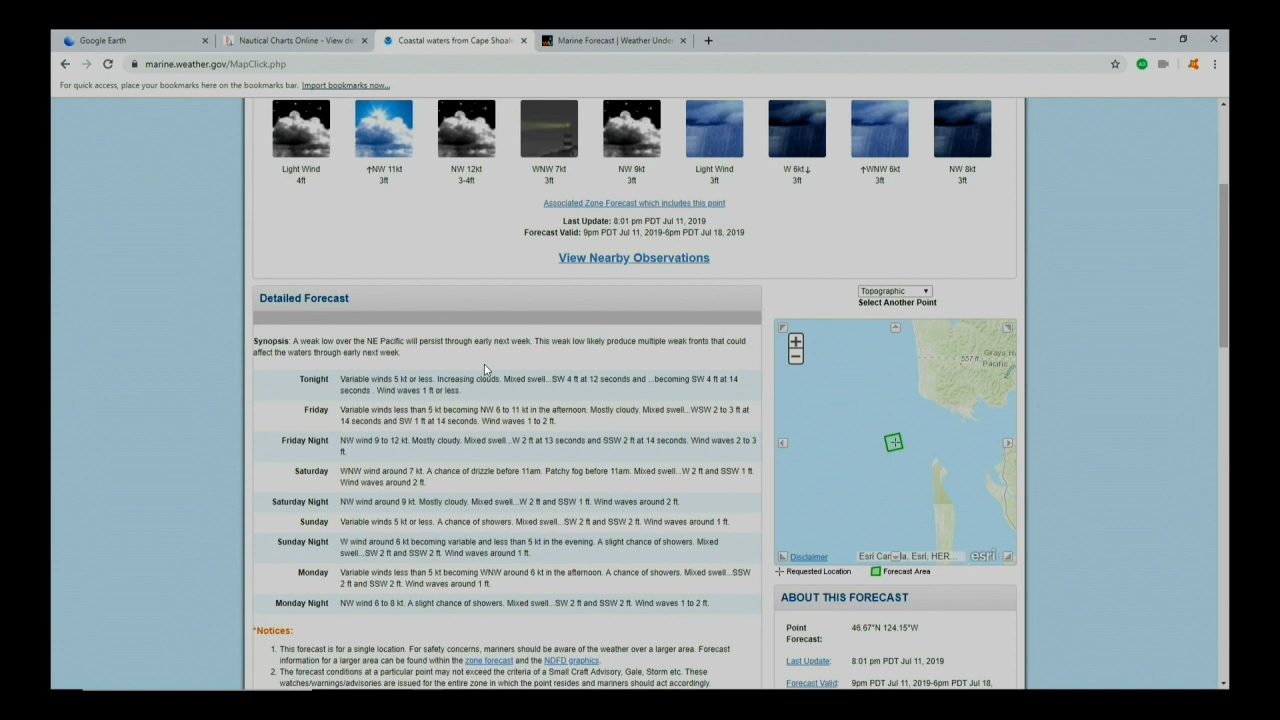 Google Earth
Nautical Charts Online - View de
Coastal waters from Cape Shoalw
Marine Forecast | Weather Under
marine.weather.gov/MapClick.php
For quick access, place your bookmarks here on the bookmarks bar. Import bookmarks now...
Light Wind ↑NW 11kt NW 12kt WNW 7kt NW 9kt Light Wind W 6kt↓ ↑WNW 6kt NW 8kt
4ft 3ft 3-4ft 3ft 3ft 3ft 3ft 3ft 3ft
Associated Zone Forecast which includes this point
Last Update: 8:01 pm PDT Jul 11, 2019
Forecast Valid: 9pm PDT Jul 11, 2019-6pm PDT Jul 18, 2019
View Nearby Observations
Detailed Forecast
Synopsis: A weak low over the NE Pacific will persist through early next week. This weak low likely produce multiple weak fronts that could
affect the waters through early next week.
Tonight Variable winds 5 kt or less. Increasing clouds. Mixed swell...SW 4 ft at 12 seconds and ...becoming SW 4 ft at 14
seconds . Wind waves 1 ft or less.
Friday Variable winds less than 5 kt becoming NW 6 to 11 kt in the afternoon. Mostly cloudy. Mixed swell...WSW 2 to 3 ft at
14 seconds and SW 1 ft at 14 seconds. Wind waves 1 to 2 ft.
Friday Night NW wind 9 to 12 kt. Mostly cloudy. Mixed swell...W 2 ft at 13 seconds and SSW 2 ft at 14 seconds. Wind waves 2 to 3
ft.
Saturday WNW wind around 7 kt. A chance of drizzle before 11am. Patchy fog before 11am. Mixed swell...W 2 ft and SSW 1 ft.
Wind waves around 2 ft.
Saturday Night NW wind around 9 kt. Mostly cloudy. Mixed swell...W 2 ft and SSW 1 ft. Wind waves around 2 ft.
Sunday Variable winds 5 kt or less. A chance of showers. Mixed swell...SW 2 ft and SSW 2 ft. Wind waves around 1 ft.
Sunday Night W wind around 6 kt becoming variable and less than 5 kt in the evening. A slight chance of showers. Mixed
swell...SW 2 ft and SSW 2 ft. Wind waves around 1 ft.
Monday Variable winds less than 5 kt becoming WNW around 6 kt in the afternoon. A chance of showers. Mixed swell...SSW
2 ft and SSW 2 ft. Wind waves around 1 ft.
Monday Night NW wind 6 to 8 kt. A slight chance of showers. Mixed swell...SW 2 ft and SSW 2 ft. Wind waves 1 to 2 ft.
*Notices:
1. This forecast is for a single location. For safety concerns, mariners should be aware of the weather over a larger area. Forecast
information for a larger area can be found within the zone forecast and the NDFD graphics.
2. The forecast conditions at a particular point may not exceed the criteria of a Small Craft Advisory, Gale, Storm etc. These
watches/warnings/advisories are issued for the entire zone in which the point resides and mariners should act accordingly.
Topographic
Select Another Point
557 ft
Grays H
Pacific
Disclaimer
Esri, HER...
esri
Requested Location Forecast Area
ABOUT THIS FORECAST
Point
Forecast: 46.67°N 124.15°W
Last Update: 8:01 pm PDT Jul 11, 2019
Forecast Valid: 9pm PDT Jul 11, 2019-6pm PDT Jul 18,